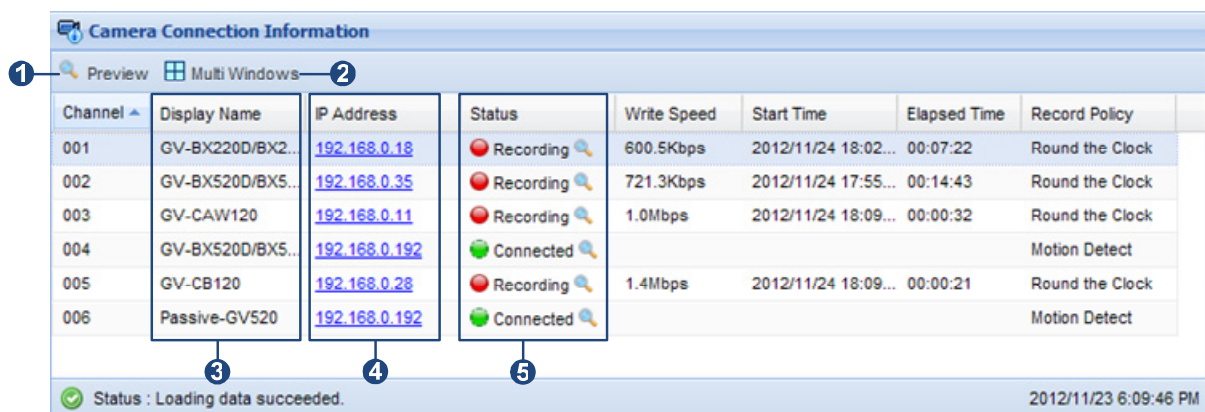 Camera Connection Information
1 Preview Multi Windows 2
Channel Display Name IP Address Status Write Speed Start Time Elapsed Time Record Policy
001 GV-BX220D/BX2... 192.168.0.18 Recording 600.5Kbps 2012/11/24 18:02... 00:07:22 Round the Clock
002 GV-BX520D/BX5... 192.168.0.35 Recording 721.3Kbps 2012/11/24 17:55... 00:14:43 Round the Clock
003 GV-CAW120 192.168.0.11 Recording 1.0Mbps 2012/11/24 18:09... 00:00:32 Round the Clock
004 GV-BX520D/BX5... 192.168.0.192 Connected Motion Detect
005 GV-CB120 192.168.0.28 Recording 1.4Mbps 2012/11/24 18:09... 00:00:21 Round the Clock
006 Passive-GV520 192.168.0.192 Connected Motion Detect
3 4 5
Status : Loading data succeeded. 2012/11/23 6:09:46 PM